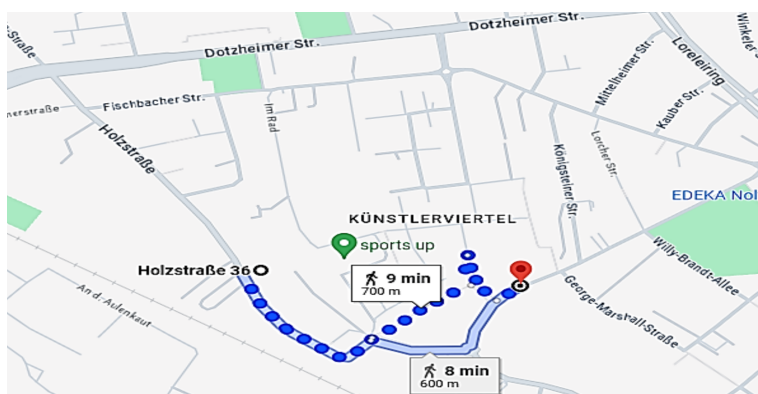 Dotzheimer Str.
Dotzheimer Str.
Winkeler
Loreleiring
Mittelheimer Str.
Kauber Str.
Fischbacher Str.
Im Rad
Holzstraße
Lorcher Str.
Königsteiner Str.
EDEKA Nol
KÜNSTLERVIERTEL
sports up
Willy-Brandt-Allee
Holzstraße 36
9 min
700 m
An d. Aulenkaut
George-Marshall-Straße
8 min
600 m